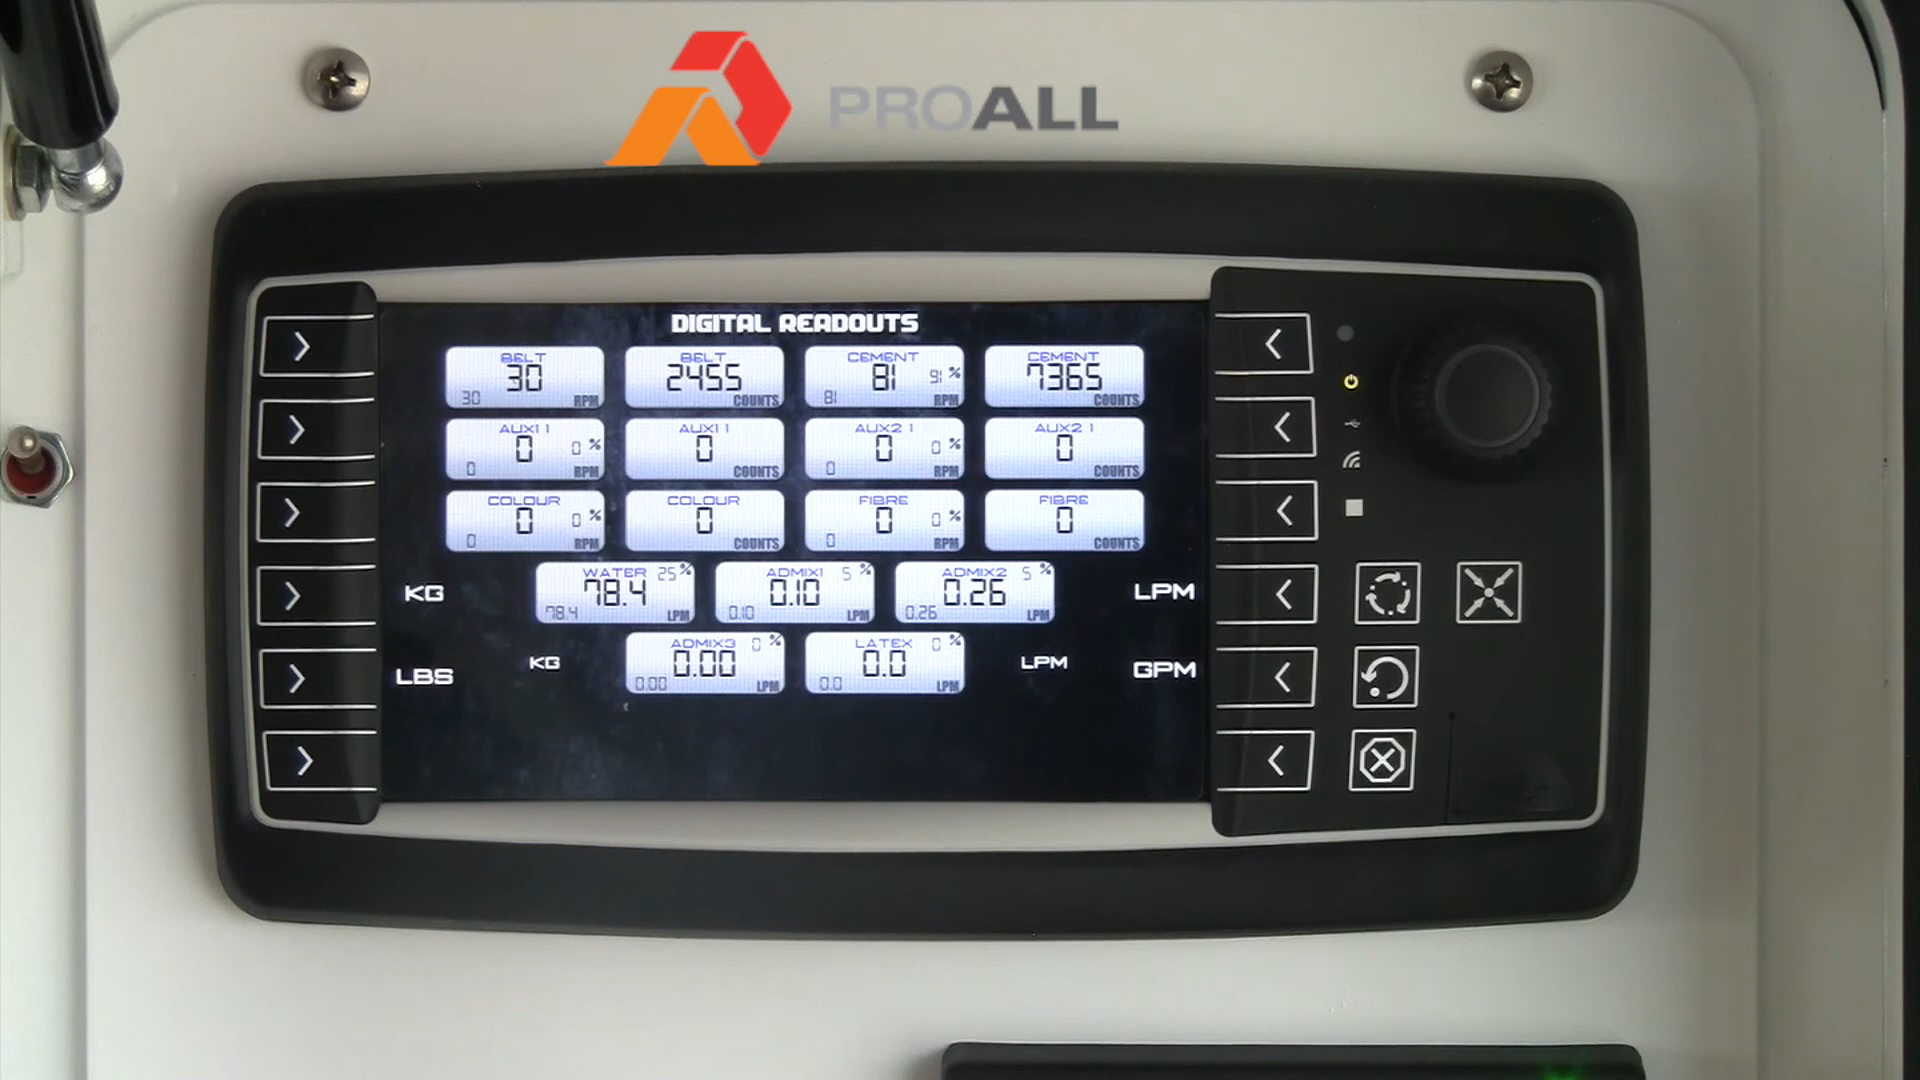 PROALL
DIGITAL READOUTS
BELT
30
30 RPM
BELT
2455
COUNTS
CEMENT
81 91 %
81 RPM
CEMENT
7365
COUNTS
AUX1 1
0 0 %
0 RPM
AUX1 1
0
COUNTS
AUX2 1
0 0 %
0 RPM
AUX2 1
0
COUNTS
COLOUR
0 0 %
0 RPM
COLOUR
0
COUNTS
FIBRE
0 0 %
0 RPM
FIBRE
0
COUNTS
KG
WATER 25 %
78.4
78.4 LPM
ADMIX1 5 %
0.10
0.10 LPM
ADMIX2 5 %
0.26
0.26 LPM
LPM
LBS
KG
ADMIX3 0 %
0.00
0.00 LPM
LATEX 0 %
0.0
0.0 LPM
LPM
GPM